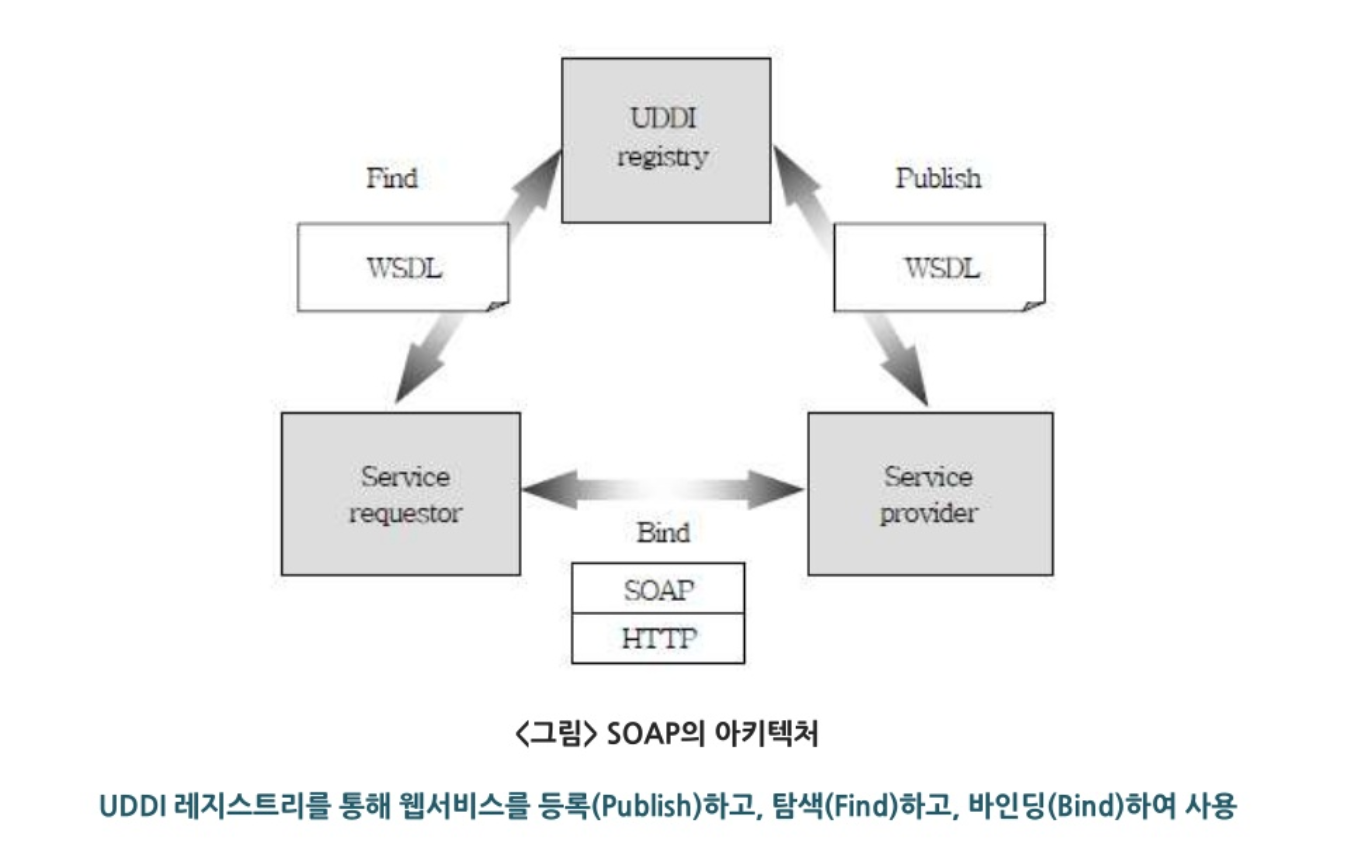 UDDI
registry
Find
Publish
WSDL
WSDL
Service
requestor
Service
provider
Bind
SOAP
HTTP
<그림> SOAP의 아키텍처
UDDI 레지스트리를 통해 웹서비스를 등록(Publish)하고, 탐색(Find)하고, 바인딩(Bind)하여 사용